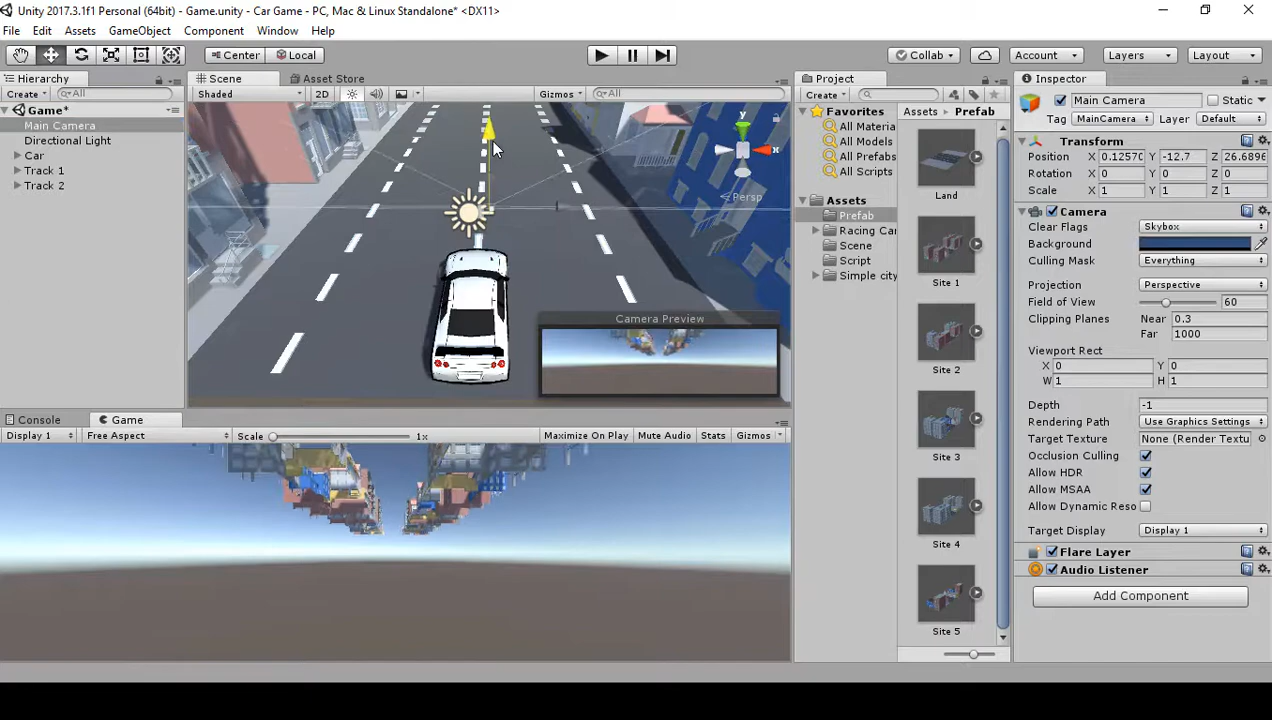 Unity 2017.3.1f1 Personal (64bit) - Game.unity - Car Game - PC, Mac & Linux Standalone* <DX11>
File Edit Assets GameObject Component Window Help
Center Local Collab Account Layers Layout
Hierarchy
Create All
Game*
Main Camera
Directional Light
Car
Track 1
Track 2
Scene Asset Store
Shaded 2D Gizmos All
y
x
Persp
Camera Preview
Console Game
Display 1 Free Aspect Scale 1x Maximize On Play Mute Audio Stats Gizmos
Project
Create
Favorites
All Materia
All Models
All Prefabs
All Scripts
Assets
Prefab
Racing Car
Scene
Script
Simple city
Assets Prefab
Land
Site 1
Site 2
Site 3
Site 4
Site 5
Inspector
Main Camera Static
Tag MainCamera Layer Default
Transform
Position X 0.12570 Y -12.7 Z 26.6896
Rotation X 0 Y 0 Z 0
Scale X 1 Y 1 Z 1
Camera
Clear Flags Skybox
Background
Culling Mask Everything
Projection Perspective
Field of View 60
Clipping Planes Near 0.3
Far 1000
Viewport Rect
X 0 Y 0
W 1 H 1
Depth -1
Rendering Path Use Graphics Settings
Target Texture None (Render Textu
Occlusion Culling
Allow HDR
Allow MSAA
Allow Dynamic Reso
Target Display Display 1
Flare Layer
Audio Listener
Add Component